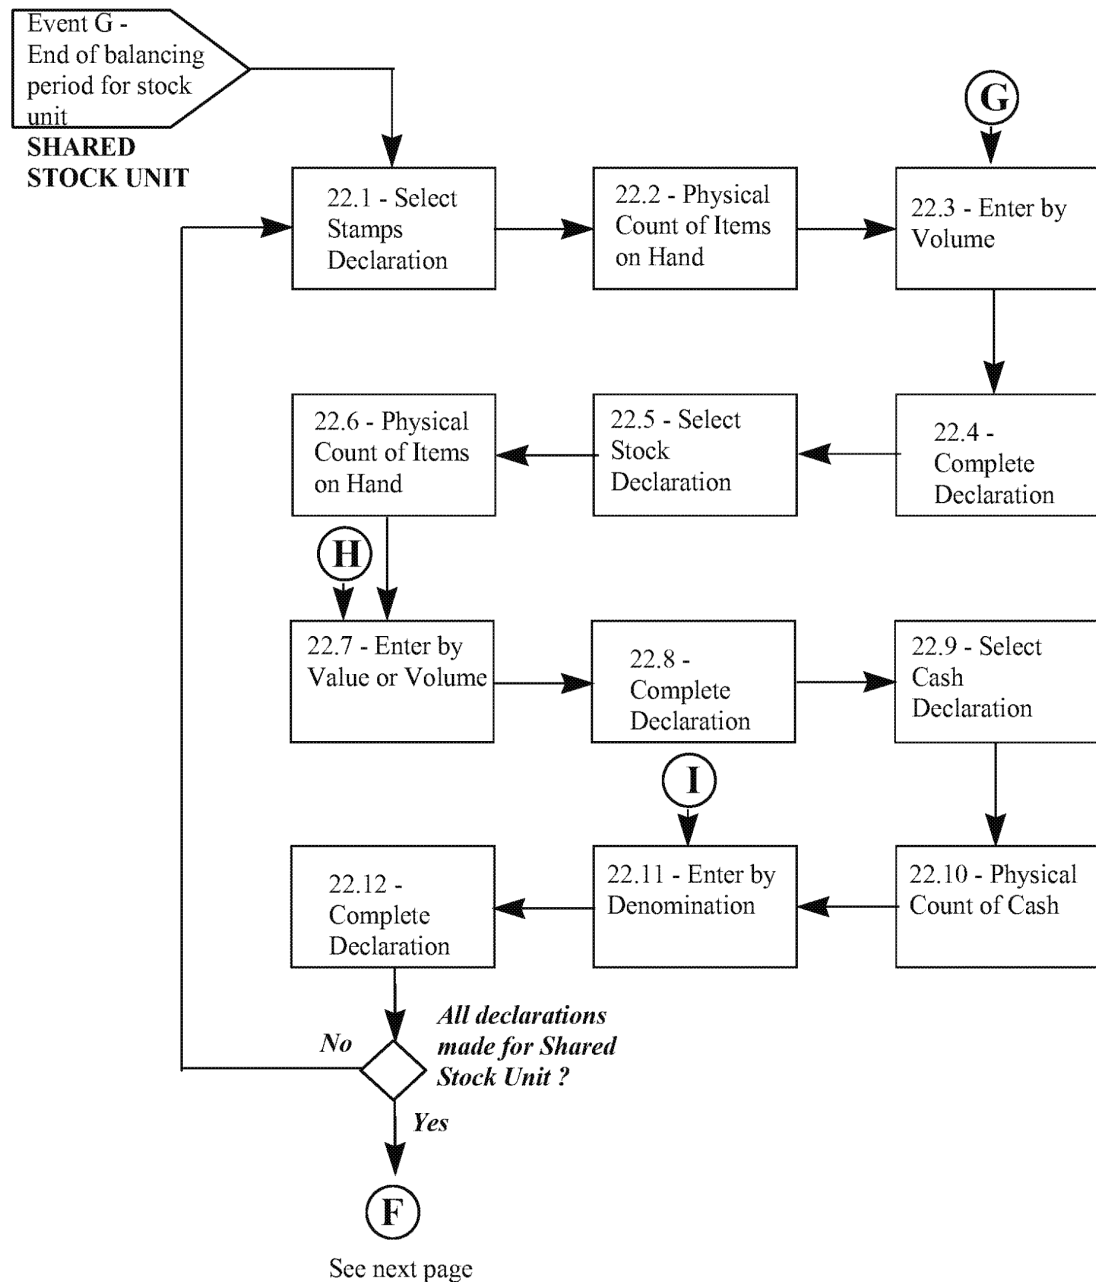 Event G -
End of balancing
period for stock
unit
SHARED
STOCK UNIT
G
22.1 - Select
Stamps
Declaration
22.2 - Physical
Count of Items
on Hand
22.3 - Enter by
Volume
22.6 - Physical
Count of Items
on Hand
22.5 - Select
Stock
Declaration
22.4 -
Complete
Declaration
H
22.7 - Enter by
Value or Volume
22.8 -
Complete
Declaration
22.9 - Select
Cash
Declaration
I
22.12 -
Complete
Declaration
22.11 - Enter by
Denomination
22.10 - Physical
Count of Cash
No
All declarations
made for Shared
Stock Unit ?
Yes
F
See next page